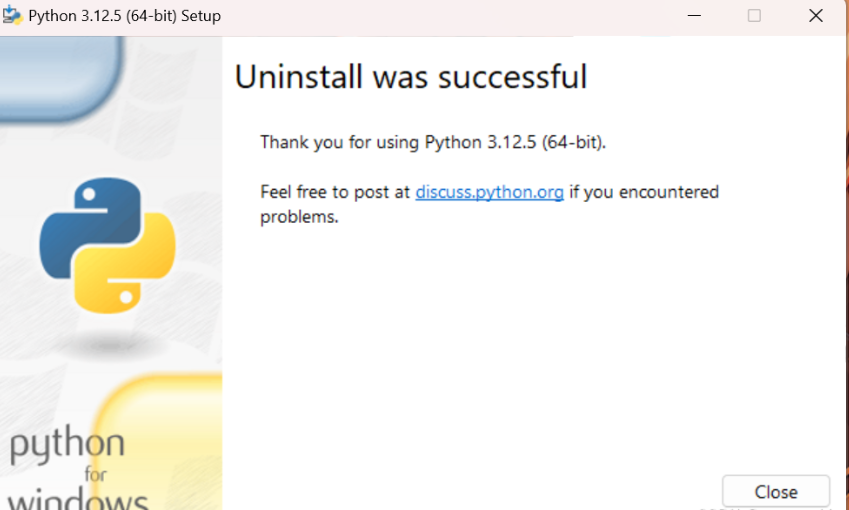 Python 3.12.5 (64-bit) Setup
Uninstall was successful
Thank you for using Python 3.12.5 (64-bit).
Feel free to post at discuss.python.org if you encountered
problems.
python
for
windows
Close